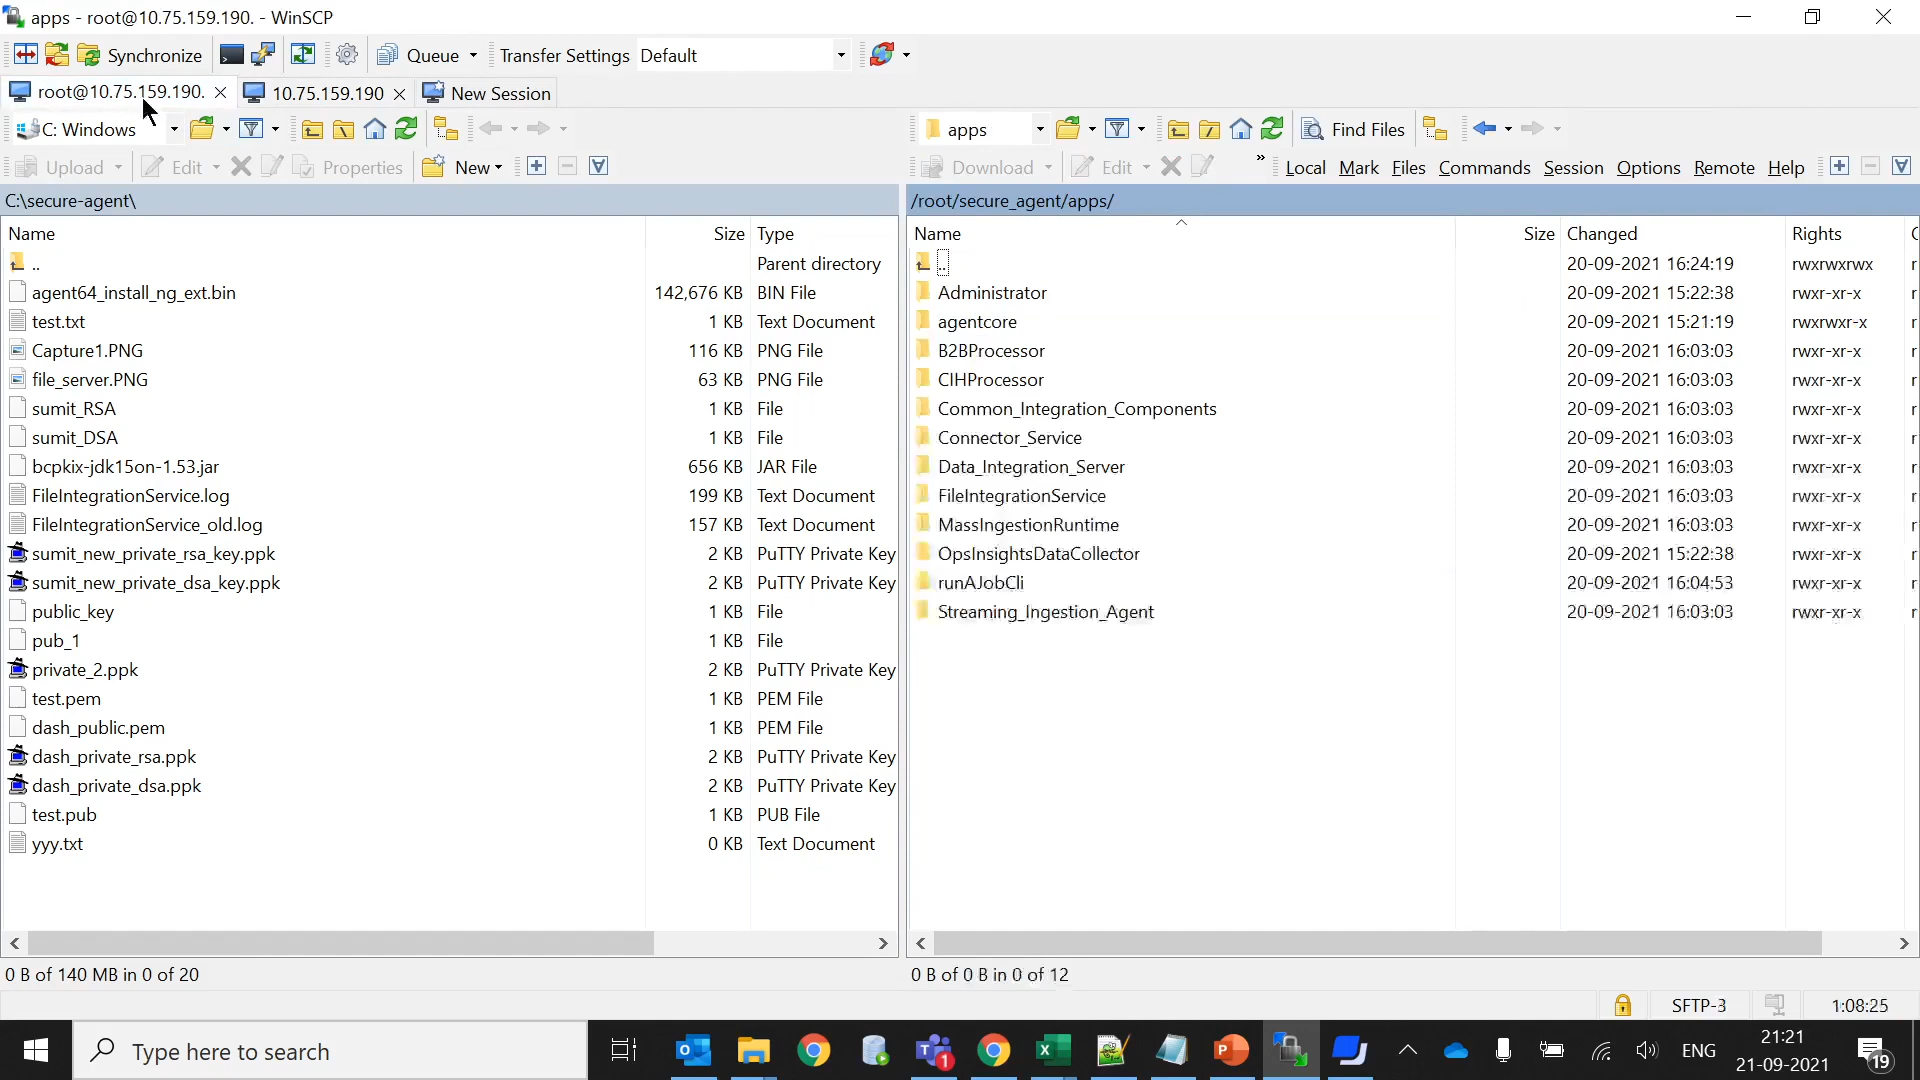 apps - root@10.75.159.190. - WinSCP
Synchronize Queue Transfer Settings Default
root@10.75.159.190. 10.75.159.190 New Session
C: Windows
apps Find Files
Upload Edit Properties New
Download Edit » Local Mark Files Commands Session Options Remote Help
C:\secure-agent\
Name Size Type
.. Parent directory
agent64_install_ng_ext.bin 142,676 KB BIN File
test.txt 1 KB Text Document
Capture1.PNG 116 KB PNG File
file_server.PNG 63 KB PNG File
sumit_RSA 1 KB File
sumit_DSA 1 KB File
bcpkix-jdk15on-1.53.jar 656 KB JAR File
FileIntegrationService.log 199 KB Text Document
FileIntegrationService_old.log 157 KB Text Document
sumit_new_private_rsa_key.ppk 2 KB PuTTY Private Key
sumit_new_private_dsa_key.ppk 2 KB PuTTY Private Key
public_key 1 KB File
pub_1 1 KB File
private_2.ppk 2 KB PuTTY Private Key
test.pem 1 KB PEM File
dash_public.pem 1 KB PEM File
dash_private_rsa.ppk 2 KB PuTTY Private Key
dash_private_dsa.ppk 2 KB PuTTY Private Key
test.pub 1 KB PUB File
yyy.txt 0 KB Text Document
0 B of 140 MB in 0 of 20
/root/secure_agent/apps/
Name Size Changed Rights
.. 20-09-2021 16:24:19 rwxrwxrwx
Administrator 20-09-2021 15:22:38 rwxr-xr-x
agentcore 20-09-2021 15:21:19 rwxrwxr-x
B2BProcessor 20-09-2021 16:03:03 rwxr-xr-x
CIHProcessor 20-09-2021 16:03:03 rwxr-xr-x
Common_Integration_Components 20-09-2021 16:03:03 rwxr-xr-x
Connector_Service 20-09-2021 16:03:03 rwxr-xr-x
Data_Integration_Server 20-09-2021 16:03:03 rwxr-xr-x
FileIntegrationService 20-09-2021 16:03:03 rwxr-xr-x
MassIngestionRuntime 20-09-2021 16:03:03 rwxr-xr-x
OpsInsightsDataCollector 20-09-2021 15:22:38 rwxr-xr-x
runAJobCli 20-09-2021 16:04:53 rwxr-xr-x
Streaming_Ingestion_Agent 20-09-2021 16:03:03 rwxr-xr-x
0 B of 0 B in 0 of 12
SFTP-3 1:08:25
Type here to search
ENG
21:21
21-09-2021
19